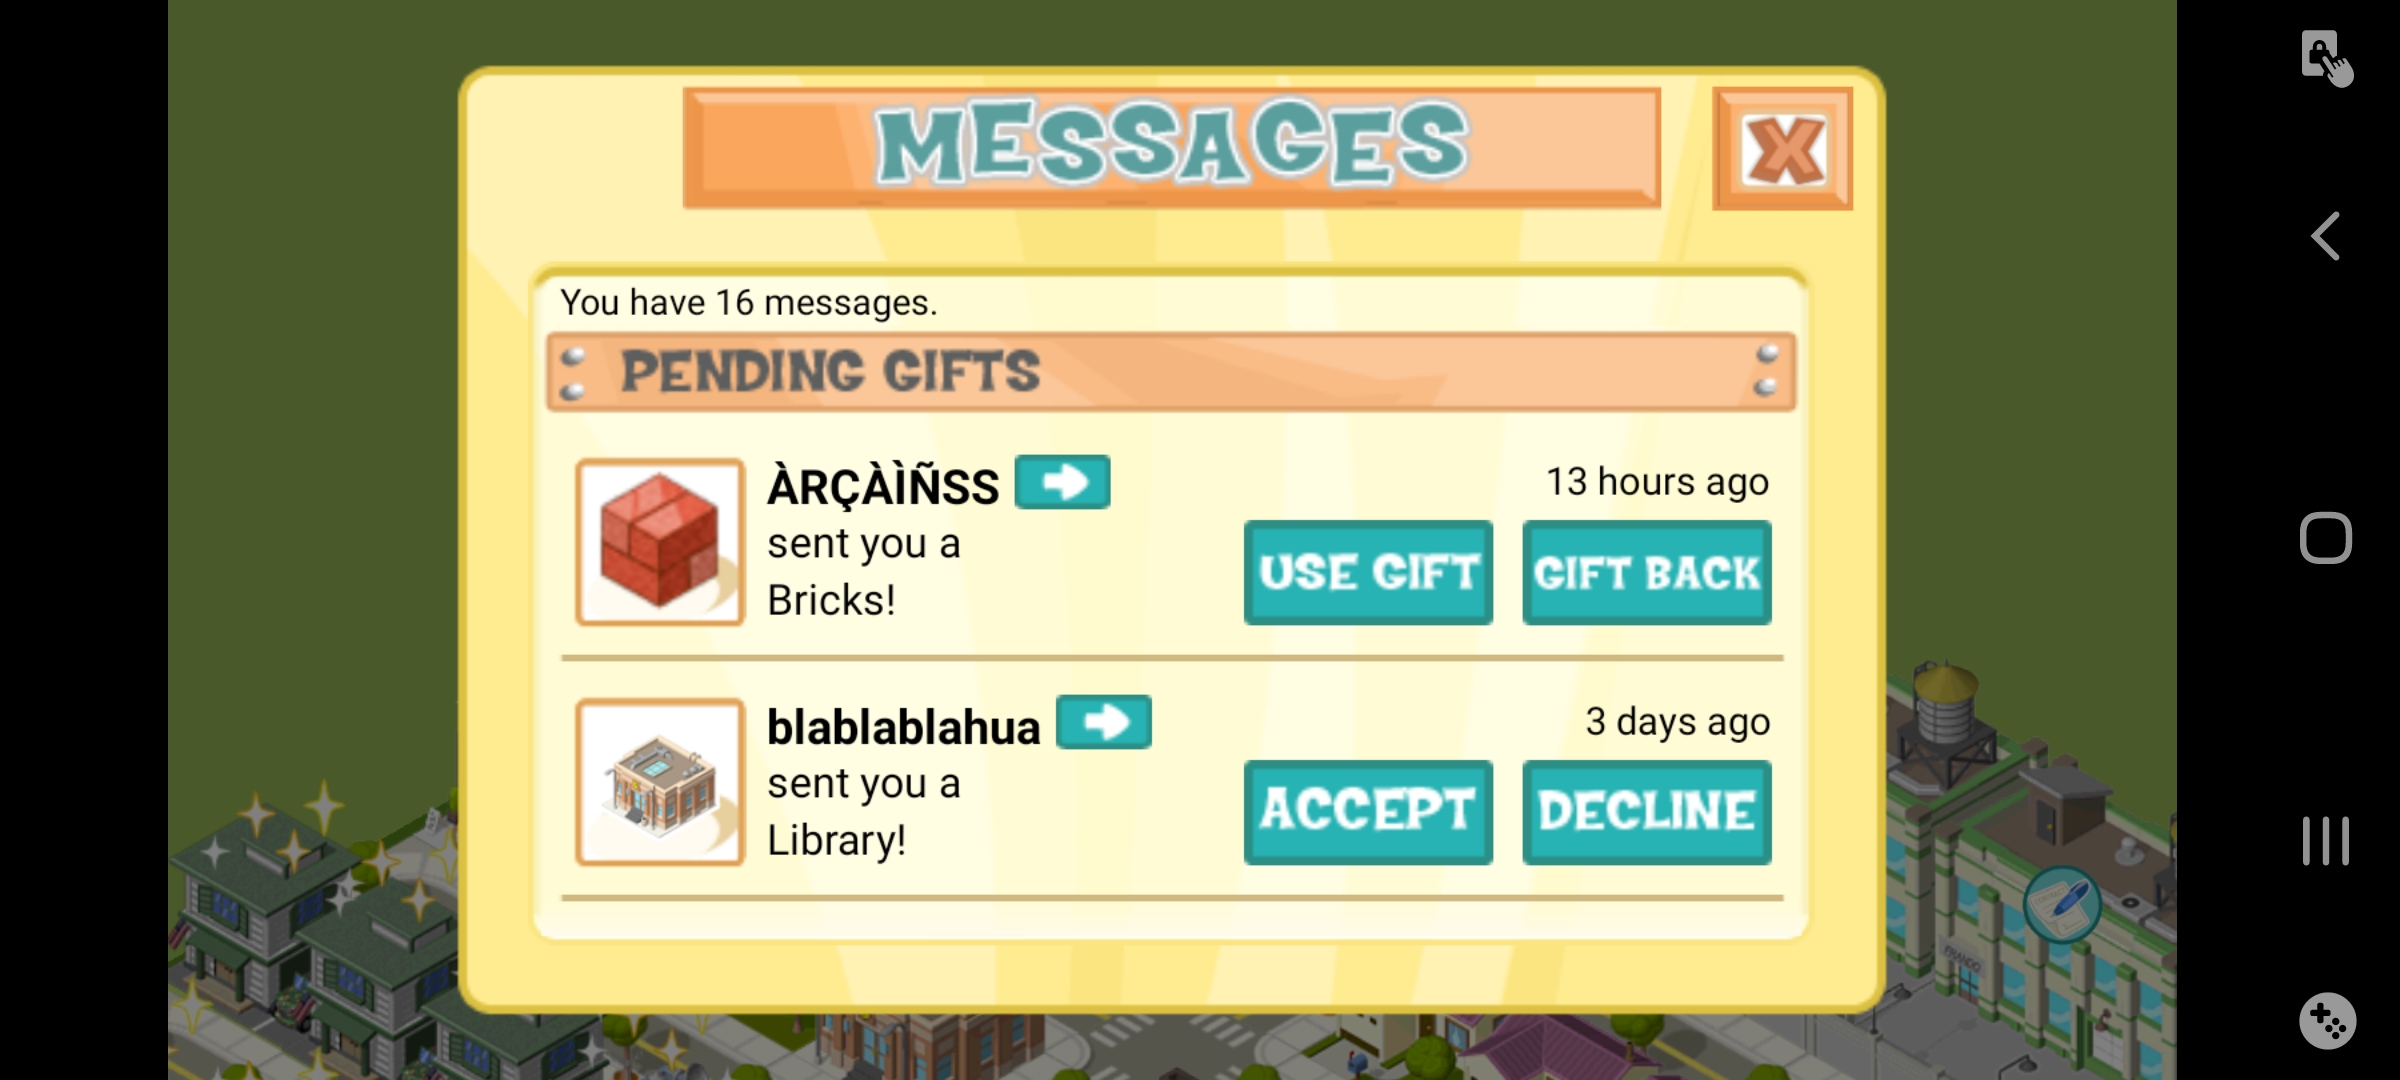 MESSAGES
X
You have 16 messages.
PENDING GIFTS
ÀRÇÀÌÑSS
13 hours ago
sent you a
Bricks!
USE GIFT
GIFT BACK
blablablahua
3 days ago
sent you a
Library!
ACCEPT
DECLINE